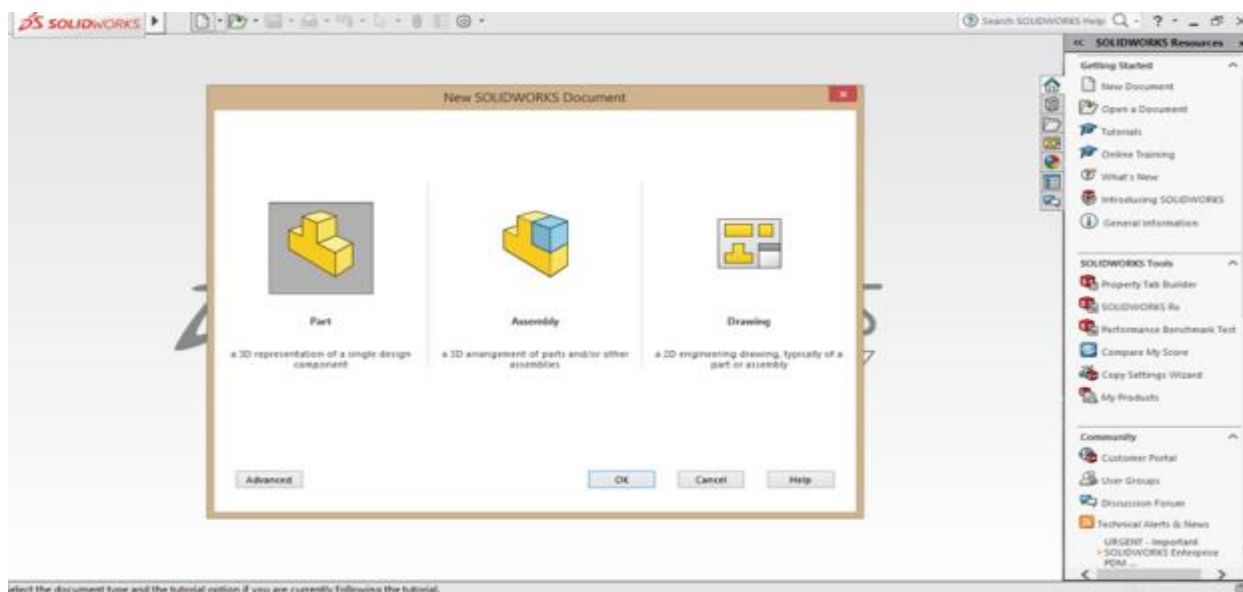 SOLIDWORKS
Search SOLIDWORKS Help
SOLIDWORKS Resources
Getting Started
New Document
Open a Document
Tutorials
Online Training
What's New
Introducing SOLIDWORKS
General Information
SOLIDWORKS Tools
Property Tab Builder
SOLIDWORKS Rx
Performance Benchmark Test
Compare My Score
Copy Settings Wizard
My Products
Community
Customer Portal
User Groups
Discussion Forum
Technical Alerts & News
URGENT - Important
SOLIDWORKS Enterprise
PDM ...
New SOLIDWORKS Document
Part
a 3D representation of a single design
component
Assembly
a 3D arrangement of parts and/or other
assemblies
Drawing
a 2D engineering drawing, typically of a
part or assembly
Advanced
OK
Cancel
Help
elect the document type and the tutorial option if you are currently following the tutorial.